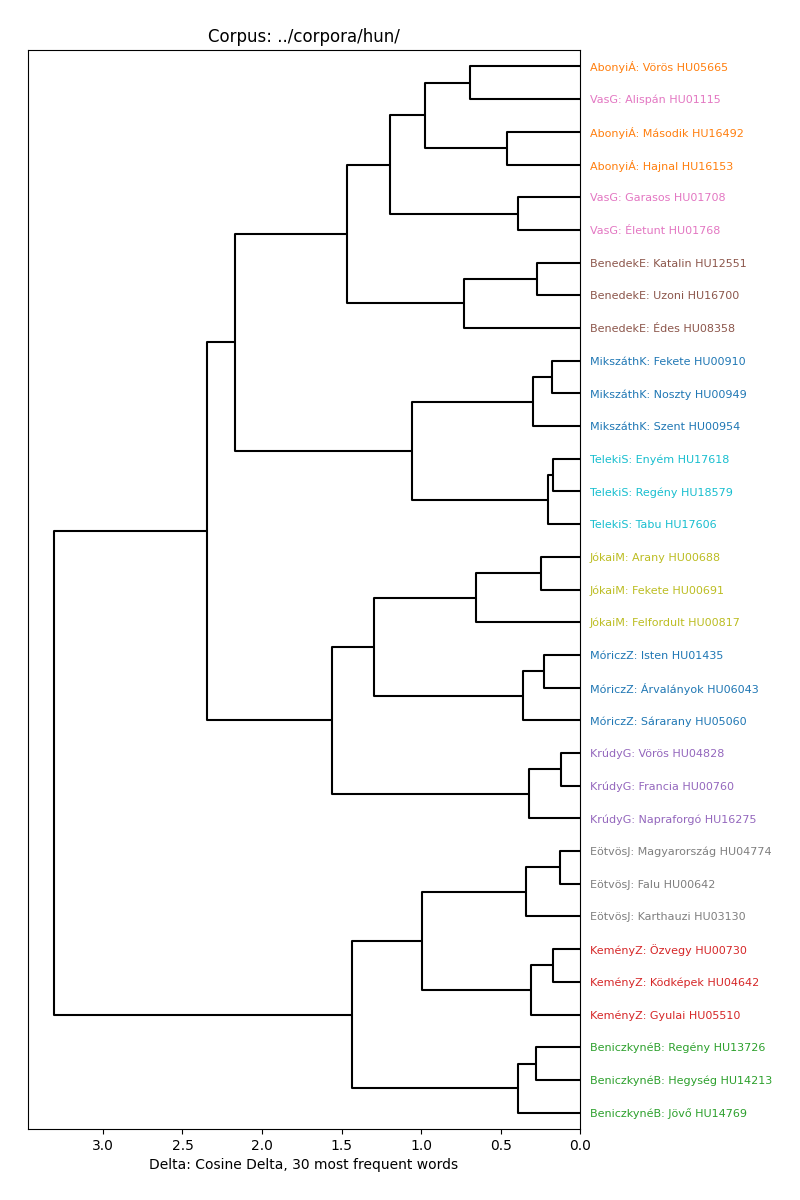 Corpus: ../corpora/hun/
AbonyiÁ: Vörös HU05665
VasG: Alispán HU01115
AbonyiÁ: Második HU16492
AbonyiÁ: Hajnal HU16153
VasG: Garasos HU01708
VasG: Életunt HU01768
BenedekE: Katalin HU12551
BenedekE: Uzoni HU16700
BenedekE: Édes HU08358
MikszáthK: Fekete HU00910
MikszáthK: Noszty HU00949
MikszáthK: Szent HU00954
TelekiS: Enyém HU17618
TelekiS: Regény HU18579
TelekiS: Tabu HU17606
JókaiM: Arany HU00688
JókaiM: Fekete HU00691
JókaiM: Felfordult HU00817
MóriczZ: Isten HU01435
MóriczZ: Árvalányok HU06043
MóriczZ: Sárarany HU05060
KrúdyG: Vörös HU04828
KrúdyG: Francia HU00760
KrúdyG: Napraforgó HU16275
EötvösJ: Magyarország HU04774
EötvösJ: Falu HU00642
EötvösJ: Karthauzi HU03130
KeményZ: Özvegy HU00730
KeményZ: Ködképek HU04642
KeményZ: Gyulai HU05510
BeniczkynéB: Regény HU13726
BeniczkynéB: Hegység HU14213
BeniczkynéB: Jövő HU14769
3.0 2.5 2.0 1.5 1.0 0.5 0.0
Delta: Cosine Delta, 30 most frequent words